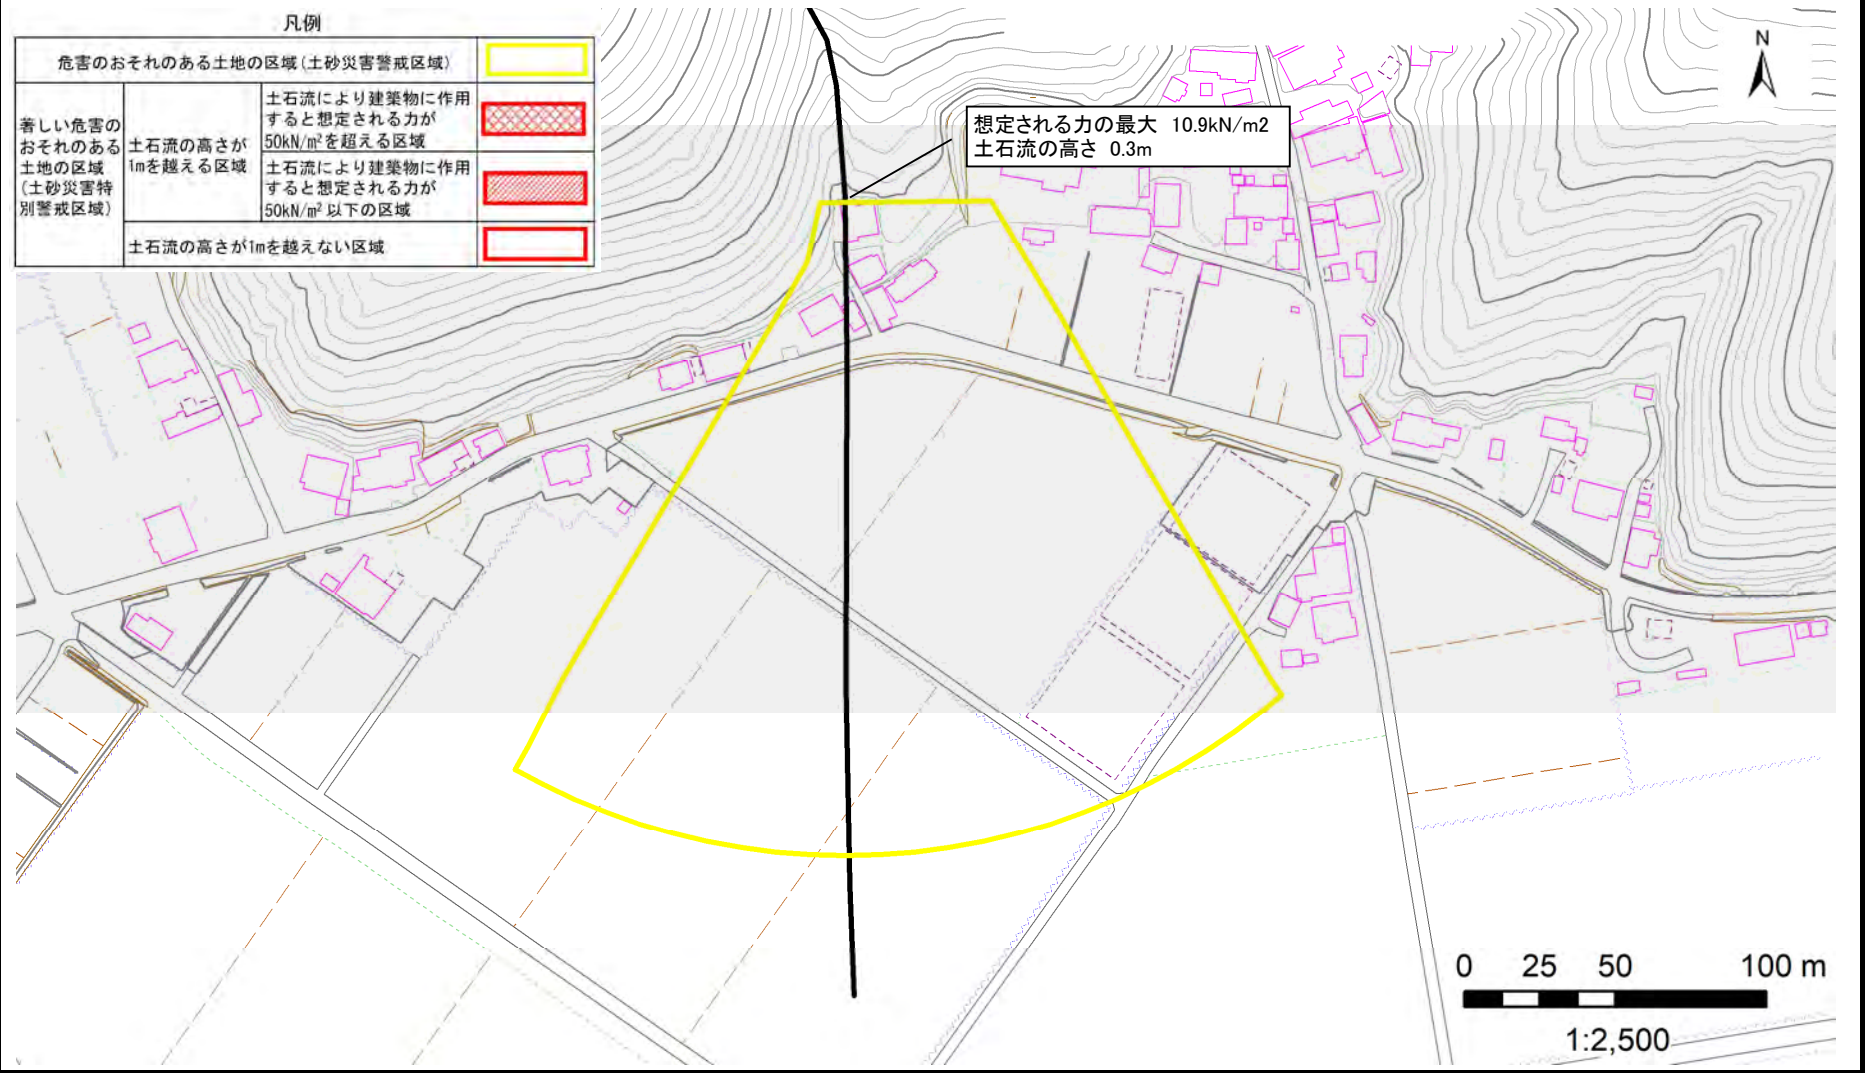 凡例
危害のおそれのある土地の区域(土砂災害警戒区域)
著しい危害の
おそれのある
土地の区域
(土砂災害特
別警戒区域)
土石流の高さが
1mを越える区域
土石流により建築物に作用
すると想定される力が
50kN/m²を超える区域
土石流により建築物に作用
すると想定される力が
50kN/m²以下の区域
土石流の高さが1mを越えない区域
想定される力の最大 10.9kN/m2
土石流の高さ 0.3m
N
0 25 50 100 m
1:2,500